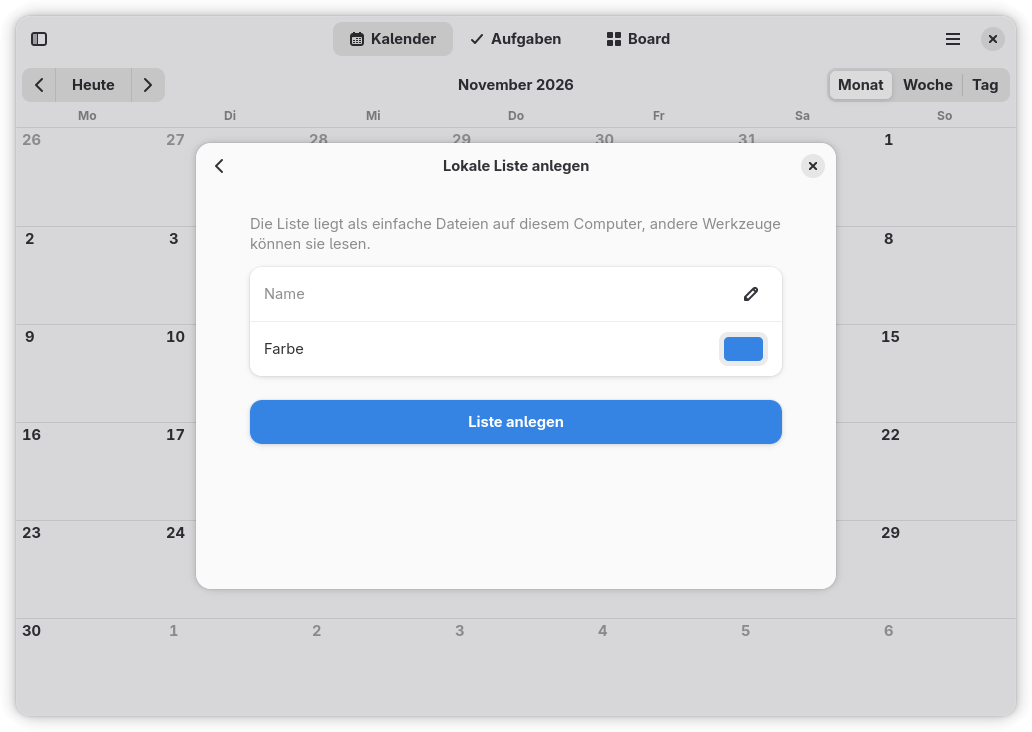 Kalender Aufgaben Board
Heute November 2026 Monat Woche Tag
Mo Di Mi Do Fr Sa So
26 27 28 29 30 31 1
Lokale Liste anlegen
Die Liste liegt als einfache Dateien auf diesem Computer, andere Werkzeuge
können sie lesen.
2 3 8
Name
9 10 15
Farbe
Liste anlegen
16 17 22
23 24 29
30 1 2 3 4 5 6